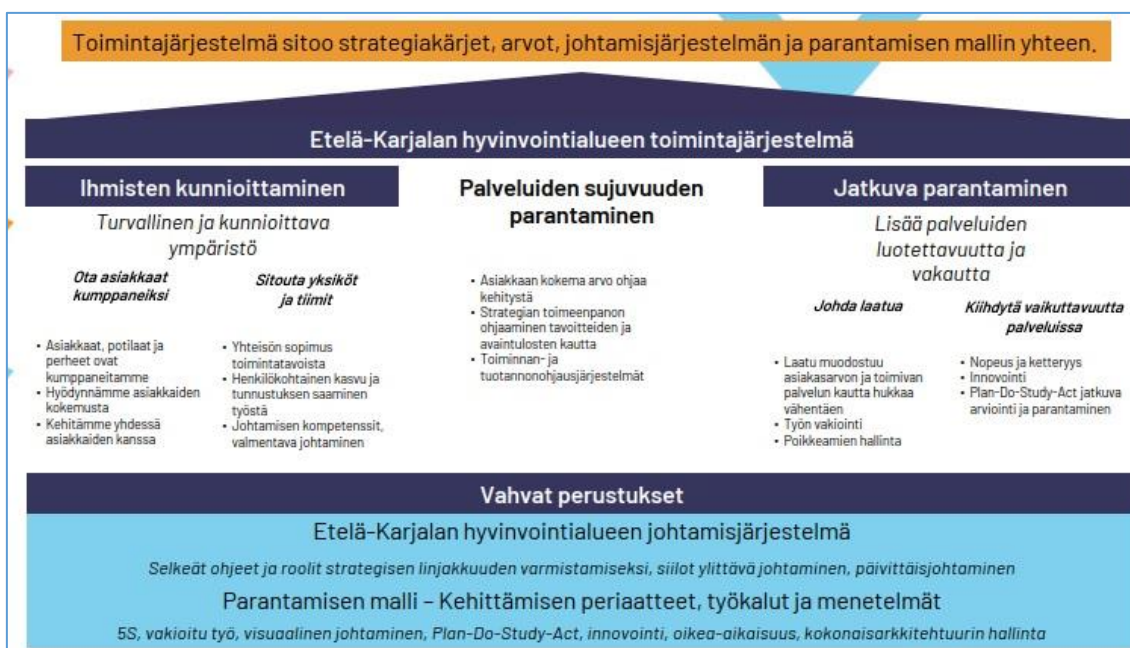 Toimintajärjestelmä sitoo strategiakärjet, arvot, johtamisjärjestelmän ja parantamisen mallin yhteen.
Etelä-Karjalan hyvinvointialueen toimintajärjestelmä
Ihmisten kunnioittaminen
Turvallinen ja kunnioittava
ympäristö
Ota asiakkaat
kumppaneiksi
• Asiakkaat, potilaat ja
perheet ovat
kumppaneitamme
• Hyödynnämme asiakkaiden
kokemusta
• Kehitämme yhdessä
asiakkaiden kanssa
Sitouta yksiköt
ja tiimit
• Yhteisön sopimus
toimintatavoista
• Henkilökohtainen kasvu ja
tunnustuksen saaminen
työstä
• Johtamisen kompetenssit,
valmentava johtaminen
Palveluiden sujuvuuden
parantaminen
• Asiakkaan kokema arvo ohjaa
kehitystä
• Strategian toimeenpanon
ohjaaminen tavoitteiden ja
avaintulosten kautta
• Toiminnan- ja
tuotannonohjausjärjestelmät
Jatkuva parantaminen
Lisää palveluiden
luotettavuutta ja
vakautta
Johda laatua
• Laatu muodostuu
asiakasarvon ja toimivan
palvelun kautta hukkaa
vähentäen
• Työn vakiointi
• Poikkeamien hallinta
Kiihdytä vaikuttavuutta
palveluissa
• Nopeus ja ketteryys
• Innovointi
• Plan-Do-Study-Act jatkuva
arviointi ja parantaminen
Vahvat perustukset
Etelä-Karjalan hyvinvointialueen johtamisjärjestelmä
Selkeät ohjeet ja roolit strategisen linjakkuuden varmistamiseksi, siilot ylittävä johtaminen, päivittäisjohtaminen
Parantamisen malli – Kehittämisen periaatteet, työkalut ja menetelmät
5S, vakioitu työ, visuaalinen johtaminen, Plan-Do-Study-Act, innovointi, oikea-aikaisuus, kokonaisarkkitehtuurin hallinta